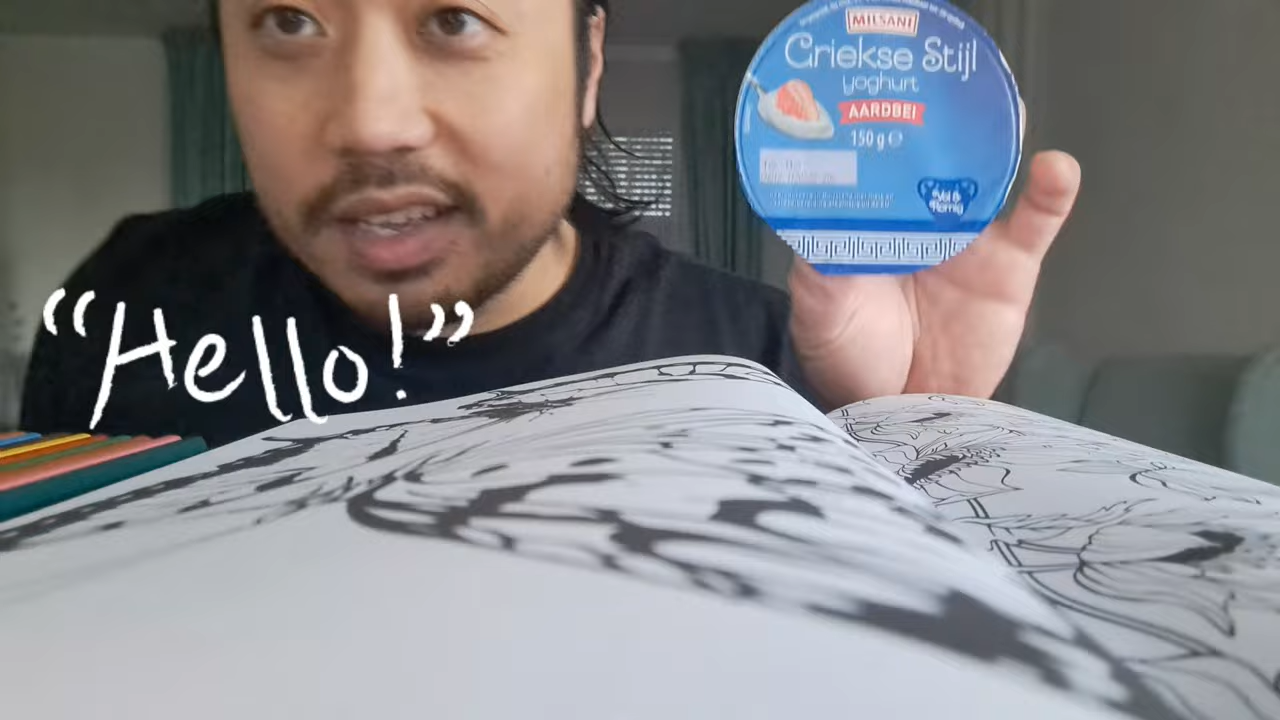 MILSANI
Griekse Stijl
yoghurt
AARDBEI
150 g ℮
Vol &
Romig
“Hello!”